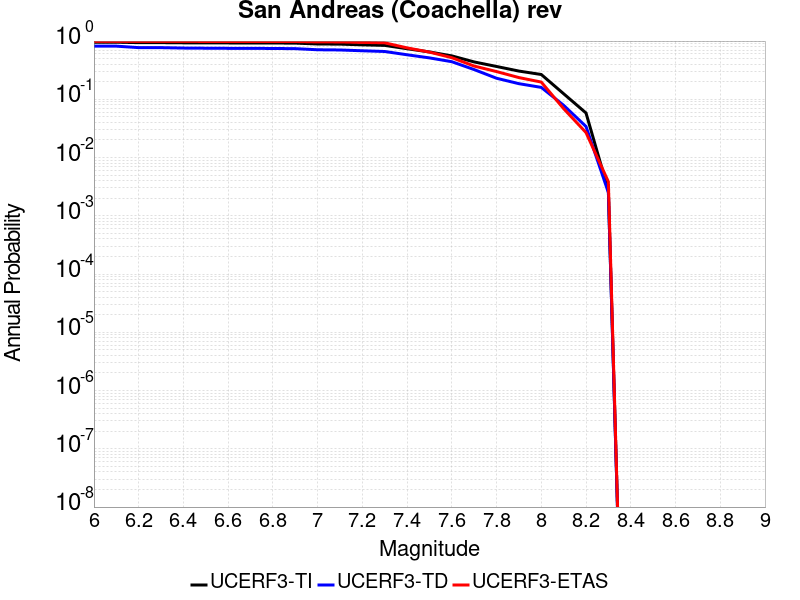 San Andreas (Coachella) rev
10^0
10^-1
10^-2
10^-3
10^-4
10^-5
10^-6
10^-7
10^-8
Annual Probability
6 6.2 6.4 6.6 6.8 7 7.2 7.4 7.6 7.8 8 8.2 8.4 8.6 8.8 9
Magnitude
UCERF3-TI UCERF3-TD UCERF3-ETAS